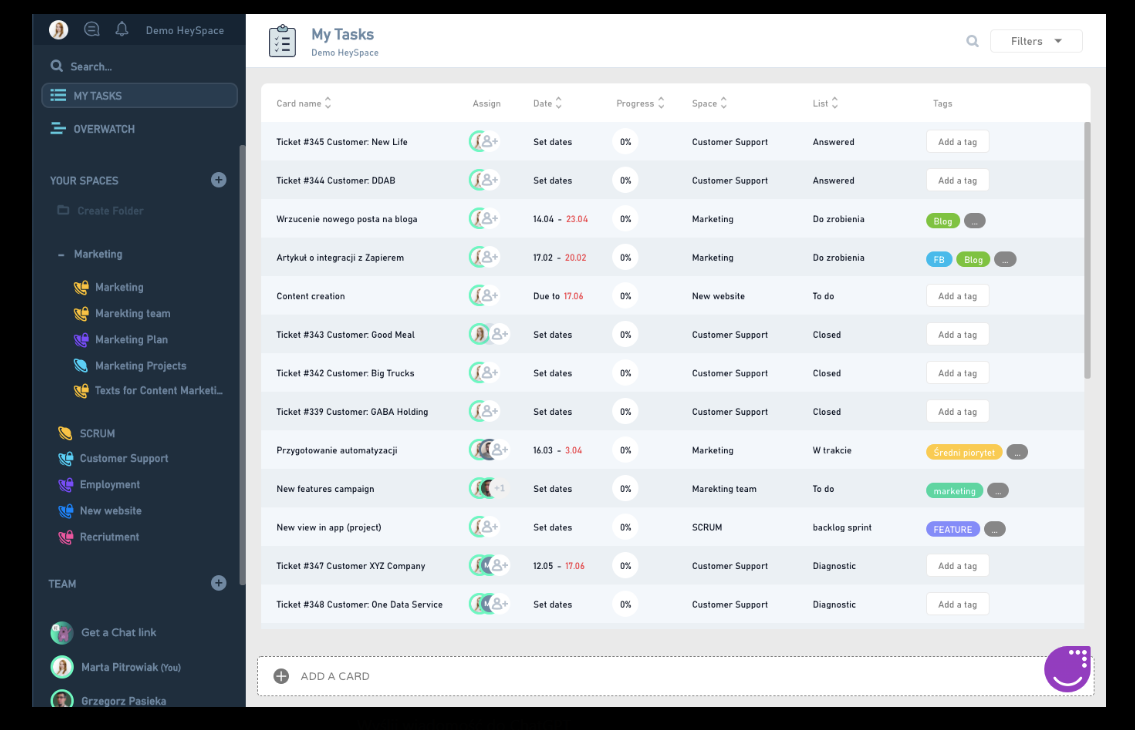 Demo HeySpace
Search...
MY TASKS
OVERWATCH
YOUR SPACES
Create Folder
Marketing
Marketing
Marekting team
Marketing Plan
Marketing Projects
Texts for Content Marketi...
SCRUM
Customer Support
Employment
New website
Recriutment
TEAM
Get a Chat link
Marta Pitrowiak (You)
Grzegorz Pasieka
My Tasks
Demo HeySpace
Filters
Card name Assign Date Progress Space List Tags
Ticket #345 Customer: New Life Set dates 0% Customer Support Answered Add a tag
Ticket #344 Customer: DDAB Set dates 0% Customer Support Answered Add a tag
Wrzucenie nowego posta na bloga 14.04 - 23.04 0% Marketing Do zrobienia Blog ...
Artykuł o integracji z Zapierem 17.02 - 20.02 0% Marketing Do zrobienia FB Blog ...
Content creation Due to 17.06 0% New website To do Add a tag
Ticket #343 Customer: Good Meal Set dates 0% Customer Support Closed Add a tag
Ticket #342 Customer: Big Trucks Set dates 0% Customer Support Closed Add a tag
Ticket #339 Customer: GABA Holding Set dates 0% Customer Support Closed Add a tag
Przygotowanie automatyzacji 16.03 - 3.04 0% Marketing W trakcie Średni piorytet ...
New features campaign +1 Set dates 0% Marekting team To do marketing ...
New view in app (project) Set dates 0% SCRUM backlog sprint FEATURE ...
Ticket #347 Customer XYZ Company 12.05 - 17.06 0% Customer Support Diagnostic Add a tag
Ticket #348 Customer: One Data Service Set dates 0% Customer Support Diagnostic Add a tag
ADD A CARD